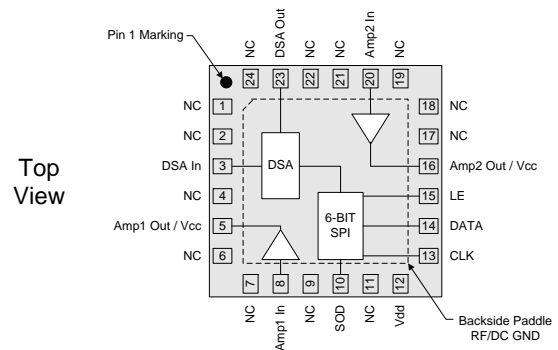 Pin 1 Marking
NC
DSA Out
NC
NC
Amp2 In
NC
24
23
22
21
20
19
NC
1
18
NC
NC
2
17
NC
Top
View
DSA In
3
DSA
16
Amp2 Out / Vcc
NC
4
6-BIT
SPI
15
LE
Amp1 Out / Vcc
5
14
DATA
NC
6
13
CLK
7
8
9
10
11
12
NC
Amp1 In
NC
SOD
NC
Vdd
Backside Paddle
RF/DC GND